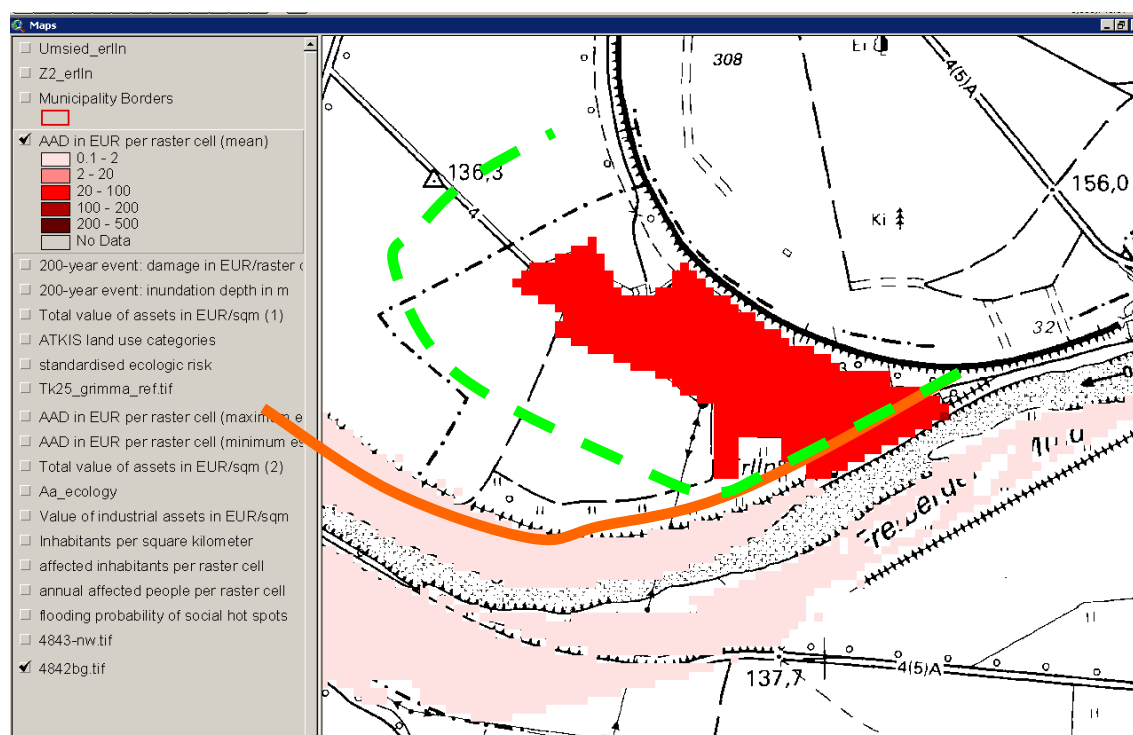 Maps
Umsied_erlln
Z2_erlln
Municipality Borders
AAD in EUR per raster cell (mean)
0.1 - 2
2 - 20
20 - 100
100 - 200
200 - 500
No Data
200-year event: damage in EUR/raster c
200-year event: inundation depth in m
Total value of assets in EUR/sqm (1)
ATKIS land use categories
standardised ecologic risk
Tk25_grimma_ref.tif
AAD in EUR per raster cell (maximum e
AAD in EUR per raster cell (minimum es
Total value of assets in EUR/sqm (2)
Aa_ecology
Value of industrial assets in EUR/sqm
Inhabitants per square kilometer
affected inhabitants per raster cell
annual affected people per raster cell
flooding probability of social hot spots
4843-nw.tif
4842bg.tif
308
4(5)A
136,3
156,0
Ki
4
32
137,7
4(5)A